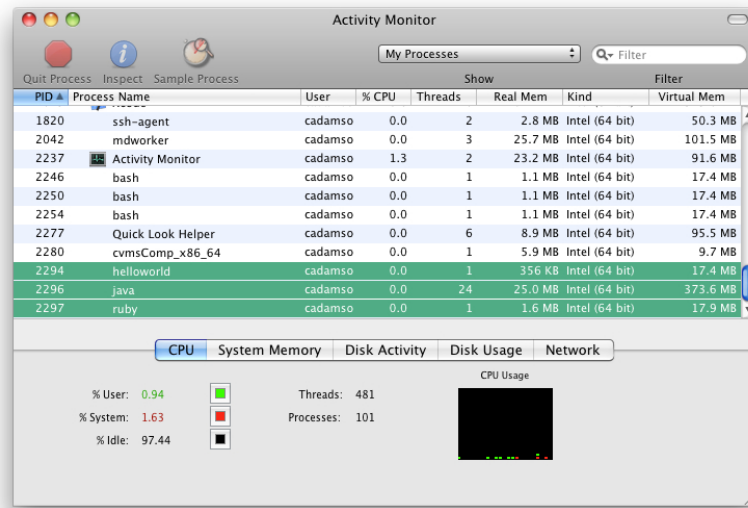 Activity Monitor
My Processes Filter
Quit Process Inspect Sample Process Show Filter
PID Process Name User % CPU Threads Real Mem Kind Virtual Mem
1820 ssh-agent cadamso 0.0 2 2.8 MB Intel (64 bit) 50.3 MB
2042 mdworker cadamso 0.0 3 25.7 MB Intel (64 bit) 101.5 MB
2237 Activity Monitor cadamso 1.3 2 23.2 MB Intel (64 bit) 91.6 MB
2246 bash cadamso 0.0 1 1.1 MB Intel (64 bit) 17.4 MB
2250 bash cadamso 0.0 1 1.1 MB Intel (64 bit) 17.4 MB
2254 bash cadamso 0.0 1 1.1 MB Intel (64 bit) 17.4 MB
2277 Quick Look Helper cadamso 0.0 6 8.9 MB Intel (64 bit) 95.5 MB
2280 cvmsComp_x86_64 cadamso 0.0 1 5.9 MB Intel (64 bit) 9.7 MB
2294 helloworld cadamso 0.0 1 356 KB Intel (64 bit) 17.4 MB
2296 java cadamso 0.0 24 25.0 MB Intel (64 bit) 373.6 MB
2297 ruby cadamso 0.0 1 1.6 MB Intel (64 bit) 17.9 MB
CPU System Memory Disk Activity Disk Usage Network
CPU Usage
% User: 0.94 Threads: 481
% System: 1.63 Processes: 101
% Idle: 97.44